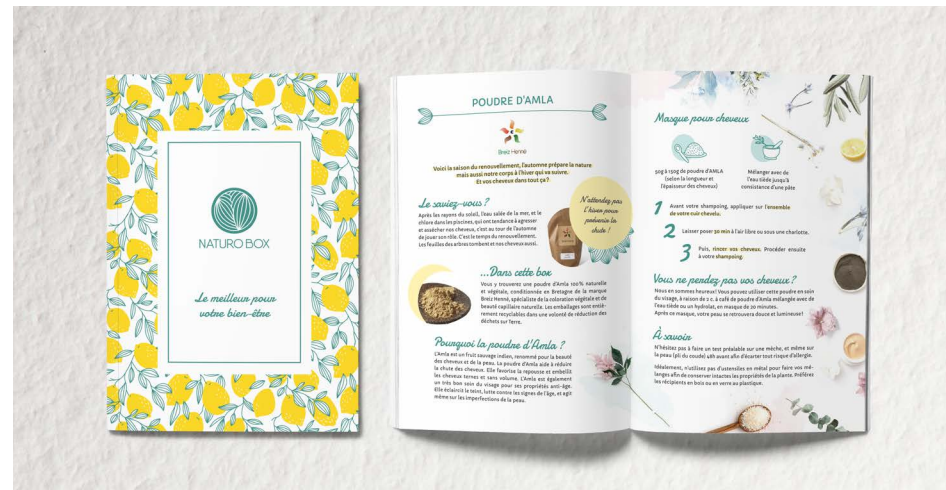 NATURO BOX
Le meilleur pour
votre bien-être
POUDRE D'AMLA
Breiz Henné
Voici la saison du renouvellement, l'automne prépare la nature
mais aussi notre corps à l'hiver qui va suivre.
Et vos cheveux dans tout ça ?
Le saviez-vous ?
Après les rayons du soleil, l'eau salée de la mer, et le
chlore dans les piscines, qui ont tendance à agresser
et assécher nos cheveux, c'est au tour de l'automne
de jouer son rôle. C'est le temps du renouvellement.
Les feuilles des arbres tombent et nos cheveux aussi.
N'attendez pas
l'hiver pour
prévenir la
chute !
...Dans cette box
Vous y trouverez une poudre d'Amla 100% naturelle
et végétale, conditionnée en Bretagne de la marque
Breiz Henné, spécialiste de la coloration végétale et de
beauté capillaire naturelle. Les emballages sont entiè-
rement recyclables dans une volonté de réduction des
déchets sur Terre.
Pourquoi la poudre d'Amla ?
L'Amla est un fruit sauvage indien, renommé pour la beauté
des cheveux et de la peau. La poudre d'Amla aide à réduire
la chute des cheveux. Elle favorise la repousse et embellit
les cheveux ternes et sans volume. L'Amla est également
un très bon soin du visage pour ses propriétés anti-âge.
Elle éclaircit le teint, lutte contre les signes de l'âge, et agit
même sur les imperfections de la peau.
Masque pour cheveux
50g à 150g de poudre d'AMLA
(selon la longueur et
l'épaisseur des cheveux)
Mélanger avec de
l'eau tiède jusqu'à
consistance d'une pâte
1 Avant votre shampoing, appliquer sur l'ensemble
de votre cuir chevelu.
2 Laisser poser 30 min à l'air libre ou sous une charlotte.
3 Puis, rincer vos cheveux. Procéder ensuite
à votre shampoing.
Vous ne perdez pas vos cheveux ?
Nous en sommes heureux! Vous pouvez utiliser cette poudre en soin
du visage, à raison de 2 c. à café de poudre d'Amla mélangée avec de
l'eau tiède ou un hydrolat, en masque de 20 minutes.
Après ce masque, votre peau se retrouvera douce et lumineuse!
À savoir
N'hésitez pas à faire un test préalable sur une mèche, et même sur
la peau (pli du coude) 48h avant afin d'écarter tout risque d'allergie.
Idéalement, n'utilisez pas d'ustensiles en métal pour faire vos mé-
langes afin de conserver intactes les propriétés de la plante. Préférez
les récipients en bois ou en verre au plastique.